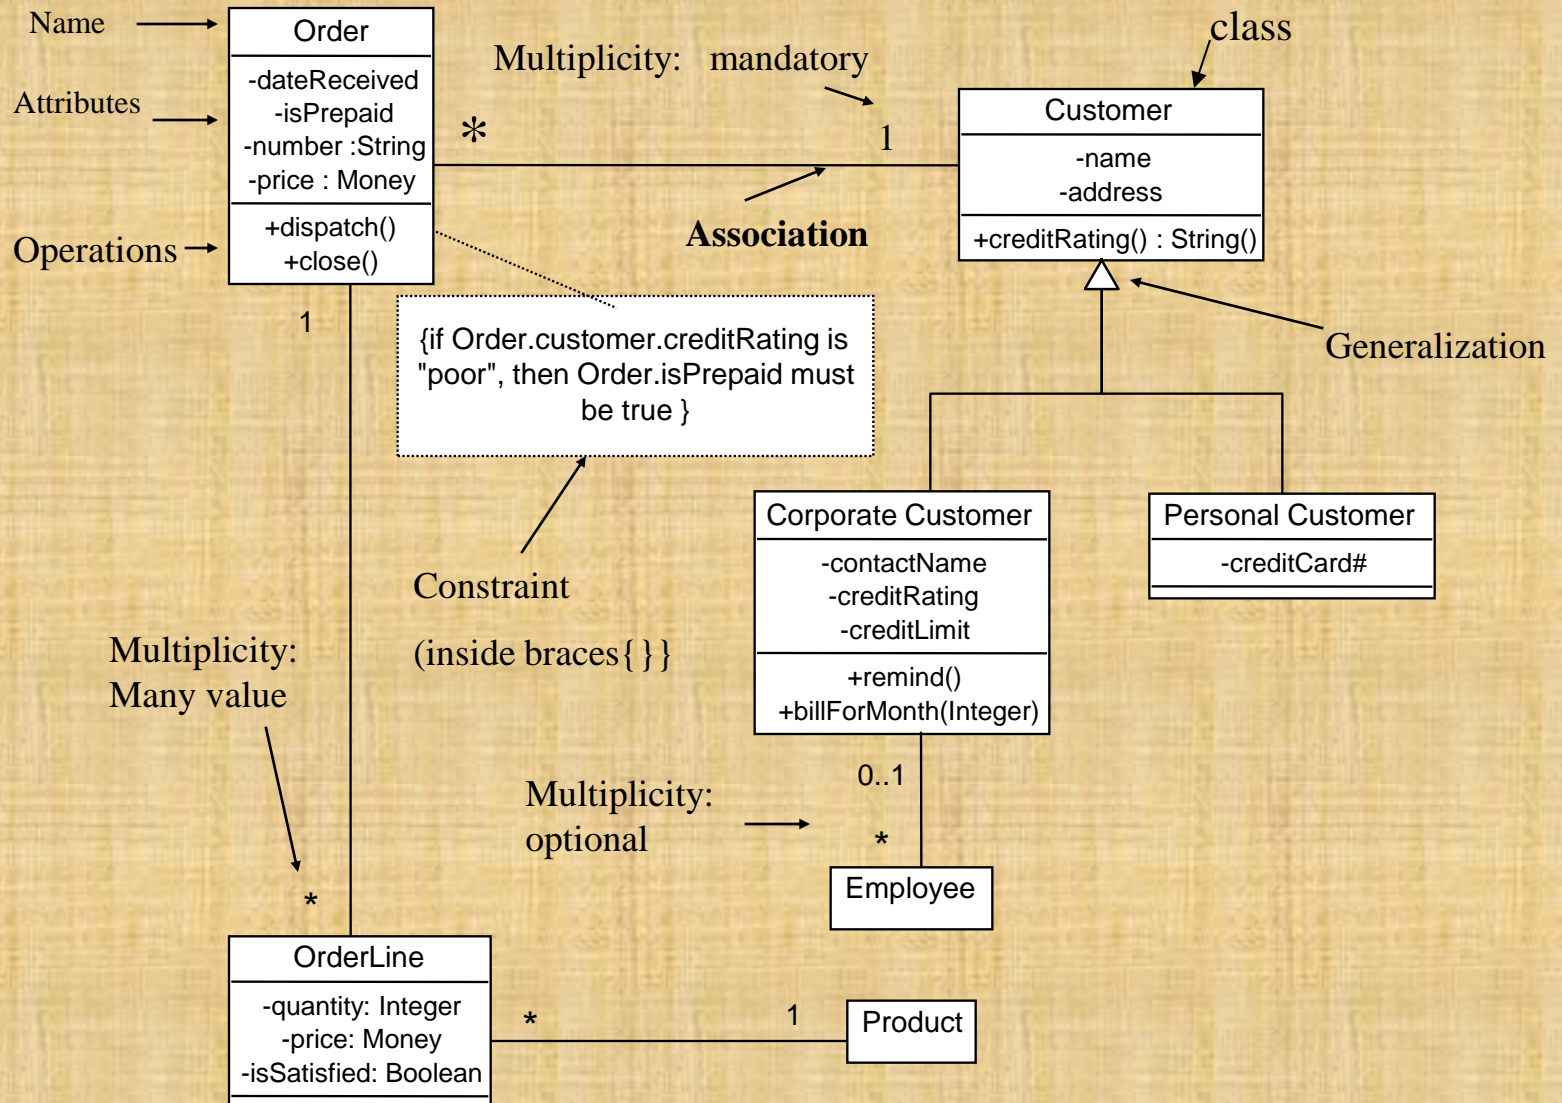 Name
Order
-dateReceived
-isPrepaid
-number :String
-price : Money
+dispatch()
+close()
Attributes
Operations
Multiplicity: mandatory
*
1
Association
class
Customer
-name
-address
+creditRating() : String()
Generalization
1
{if Order.customer.creditRating is
"poor", then Order.isPrepaid must
be true }
Constraint
(inside braces{ }}
Corporate Customer
-contactName
-creditRating
-creditLimit
+remind()
+billForMonth(Integer)
Personal Customer
-creditCard#
Multiplicity:
Many value
*
0..1
Multiplicity:
optional
*
Employee
OrderLine
-quantity: Integer
-price: Money
-isSatisfied: Boolean
*
1
Product